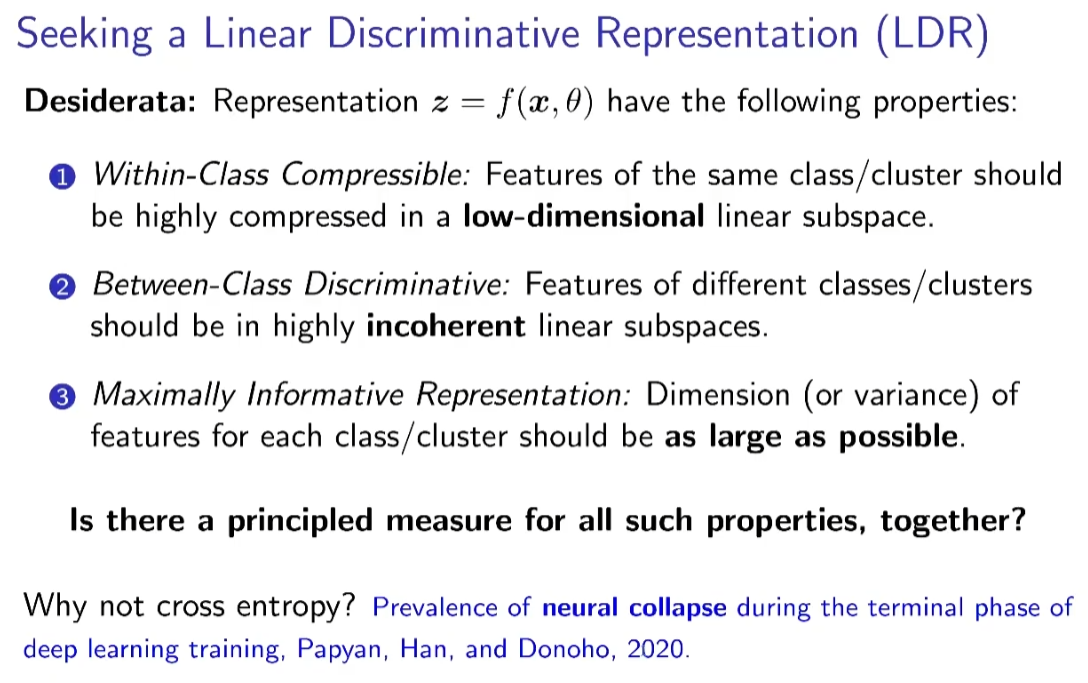 Seeking a Linear Discriminative Representation (LDR)
Desiderata: Representation z = f(x, θ) have the following properties:
1 Within-Class Compressible: Features of the same class/cluster should
be highly compressed in a low-dimensional linear subspace.
2 Between-Class Discriminative: Features of different classes/clusters
should be in highly incoherent linear subspaces.
3 Maximally Informative Representation: Dimension (or variance) of
features for each class/cluster should be as large as possible.
Is there a principled measure for all such properties, together?
Why not cross entropy? Prevalence of neural collapse during the terminal phase of
deep learning training, Papyan, Han, and Donoho, 2020.